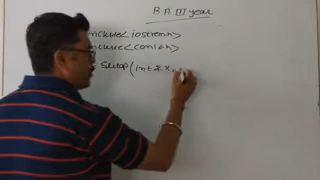 B A III year
nclude<iostream.h>
nclude<conio.h>
swap(int &x,